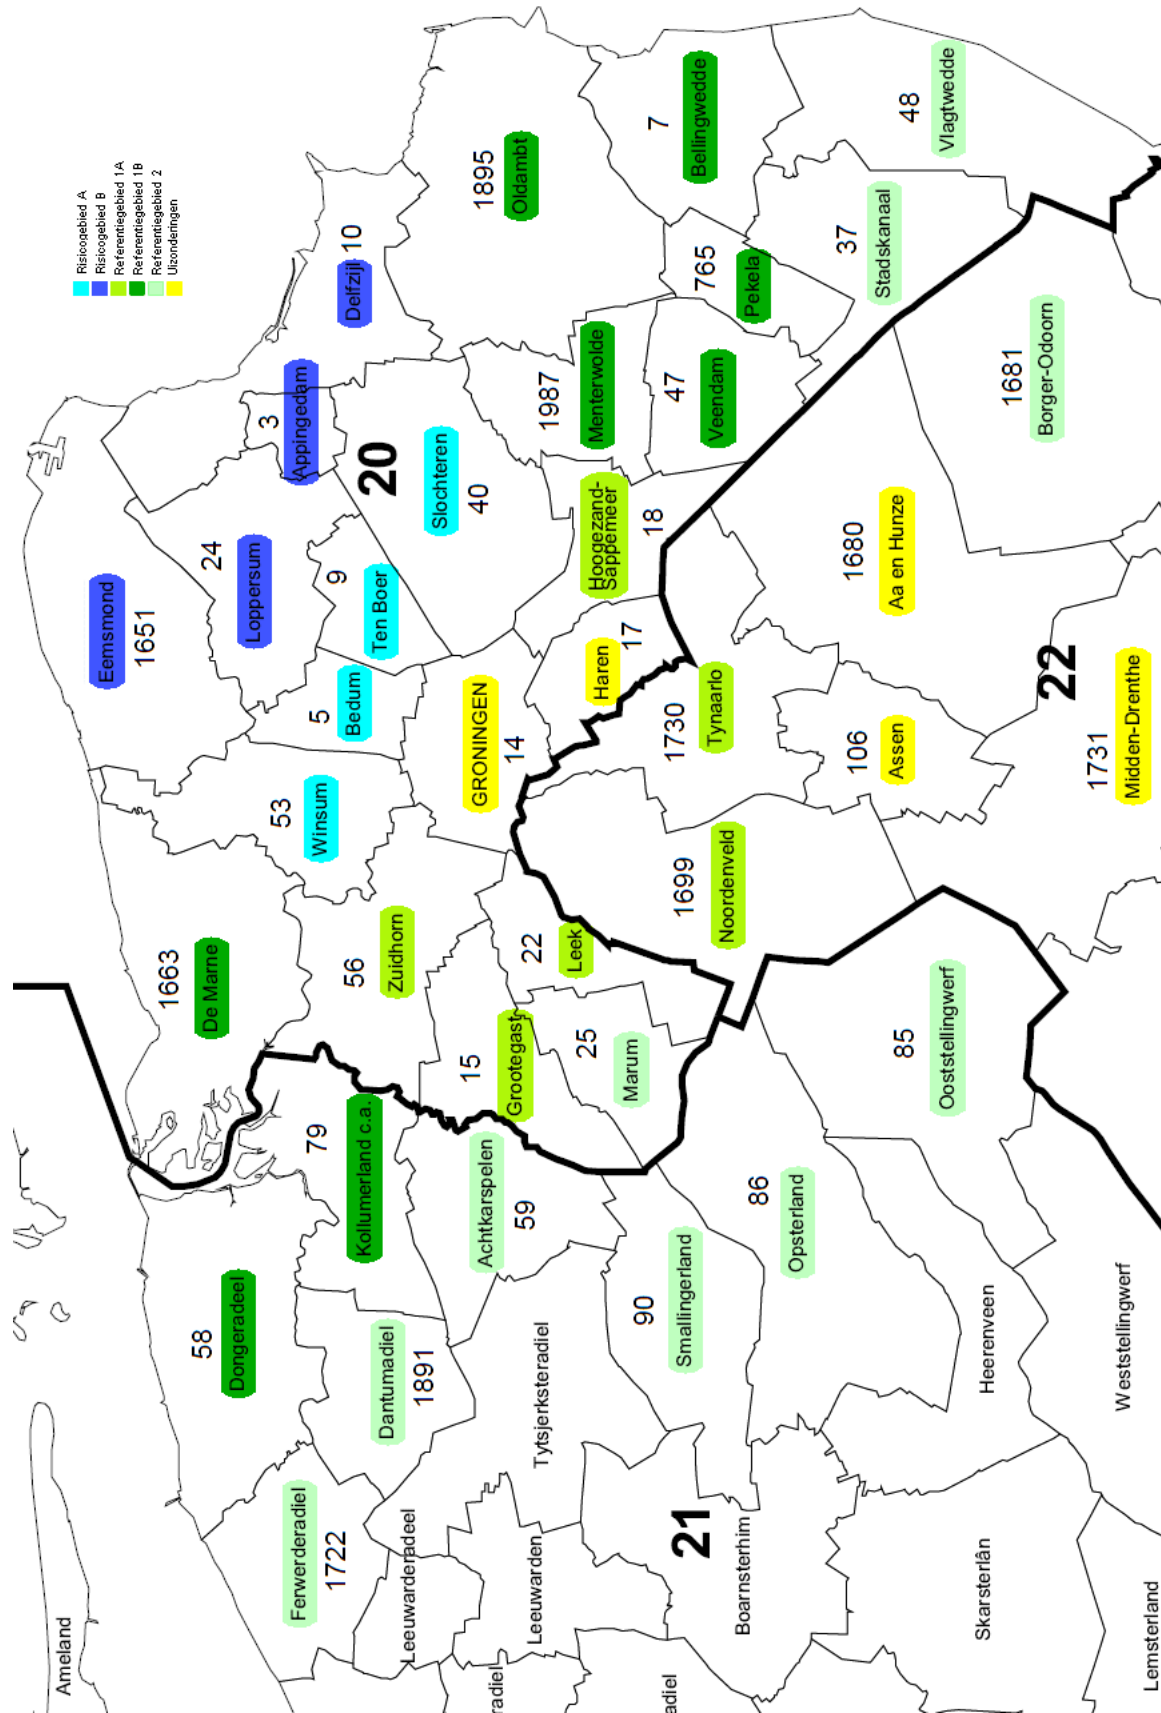 Risicogebied A
Risicogebied B
Referentiegebied 1A
Referentiegebied 1B
Referentiegebied 2
Uizonderingen
Ameland
Ferwerderadiel
1722
58
Dongeradeel
Dantumadiel
1891
79
Kollumerland c.a.
1663
De Marne
Eemsmond
1651
53
Winsum
5
Bedum
24
Loppersum
9
Ten Boer
3
Appingedam
Delfzijl
10
20
Slochteren
40
1895
Oldambt
56
Zuidhorn
GRONINGEN
14
15
Grootegast
22
Leek
25
Marum
Achtkarspelen
59
Leeuwarderadeel
Leeuwarden
Tytsjerksteradiel
radiel
adiel
21
90
Smallingerland
86
Opsterland
Boarnsterhim
Haren
17
Hoogezand-
Sappemeer
18
1987
Menterwolde
47
Veendam
765
Pekela
7
Bellingwedde
37
Stadskanaal
48
Vlagtwedde
1699
Noordenveld
1730
Tynaarlo
106
Assen
1680
Aa en Hunze
1681
Borger-Odoorn
22
1731
Midden-Drenthe
85
Ooststellingwerf
Heerenveen
Weststellingwerf
Skarsterlân
Lemsterland